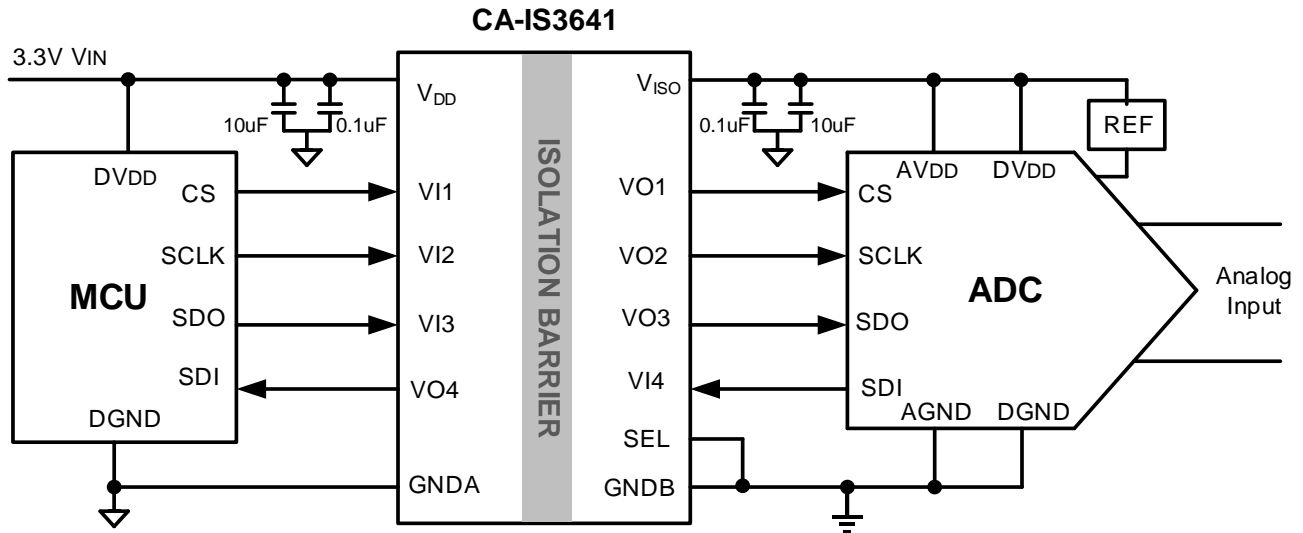 CA-IS3641
3.3V VIN
VDD
VISO
10uF
0.1uF
0.1uF
10uF
REF
DVDD
AVDD
DVDD
CS
VI1
VO1
CS
SCLK
VI2
VO2
SCLK
MCU
ISOLATION BARRIER
ADC
Analog
Input
SDO
VI3
VO3
SDO
SDI
VO4
VI4
SDI
DGND
AGND
DGND
SEL
GNDA
GNDB